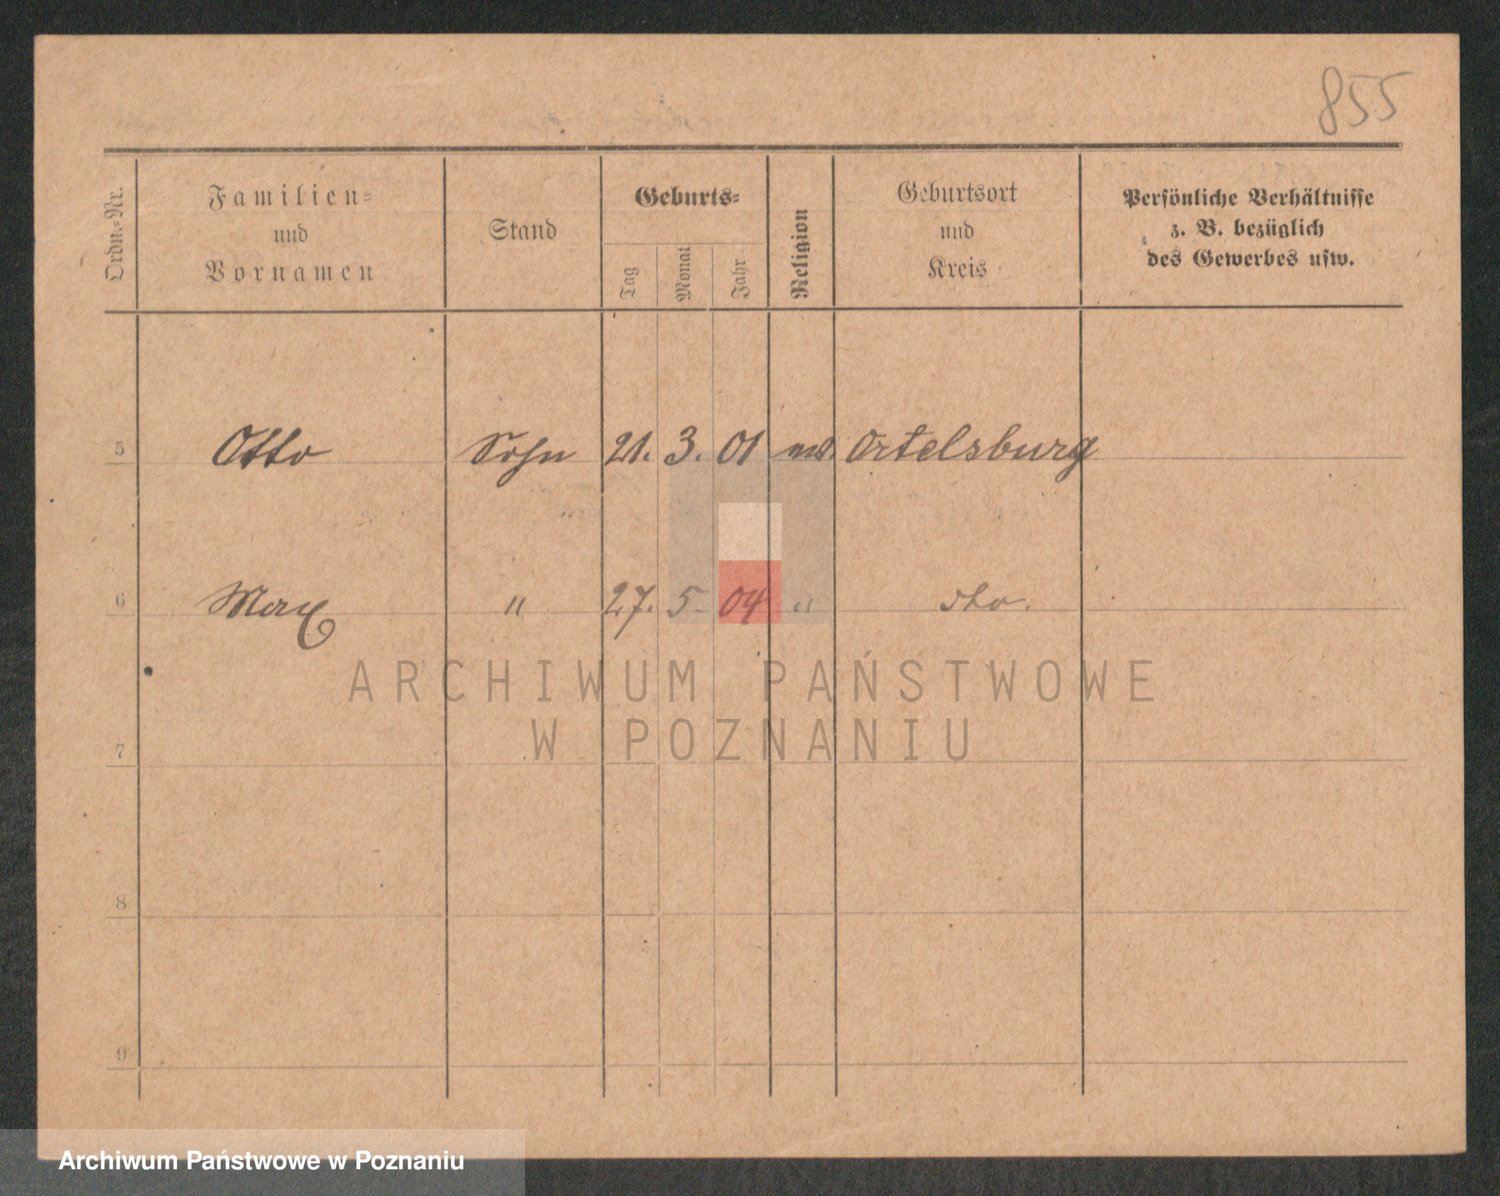 855
Ordn.-Nr.
Familien-
und
Vornamen
Stand
Geburts-
Tag
Monat
Jahr
Religion
Geburtsort
und
Kreis
Persönliche Verhältnisse
z. B. bezüglich
des Gewerbes usw.
5 Otto Sohn 21. 3. 01 Ortelsburg
6 Max " 27. 5. 04 " dto.
ARCHIWUM PAŃSTWOWE
W POZNANIU
7
8
9
Archiwum Państwowe w Poznaniu